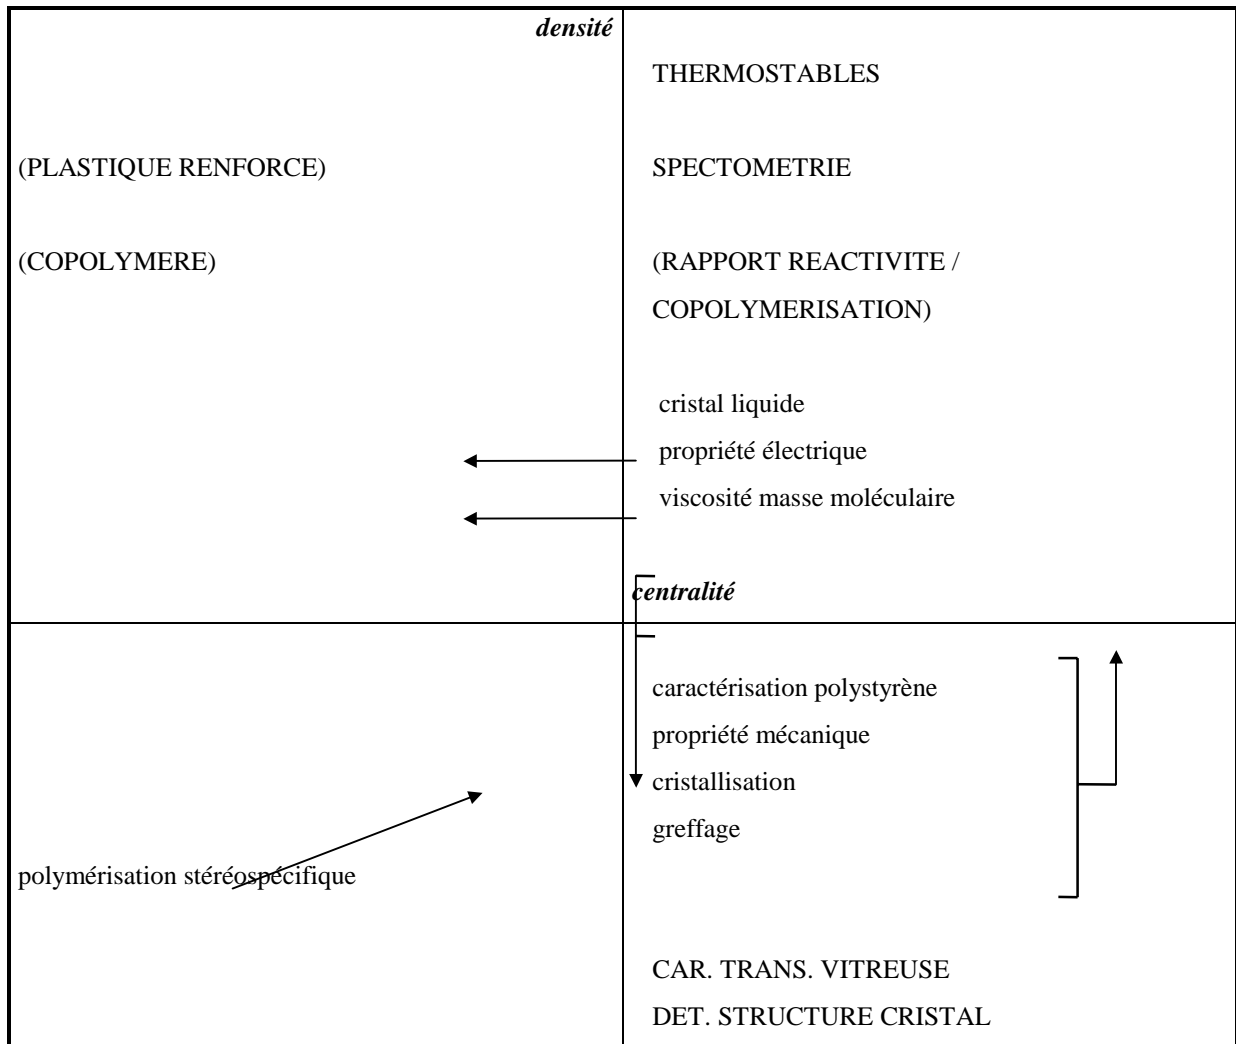 densité
THERMOSTABLES
(PLASTIQUE RENFORCE)
SPECTOMETRIE
(COPOLYMERE)
(RAPPORT REACTIVITE /
COPOLYMERISATION)
cristal liquide
propriété électrique
viscosité masse moléculaire
centralité
caractérisation polystyrène
propriété mécanique
cristallisation
greffage
polymérisation stéréospécifique
CAR. TRANS. VITREUSE
DET. STRUCTURE CRISTAL